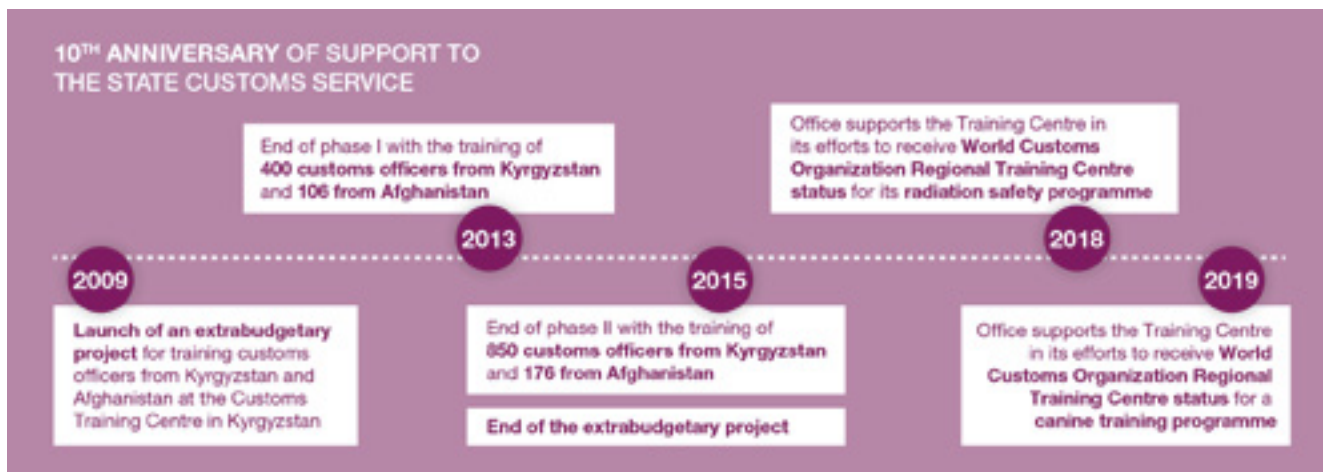 10TH ANNIVERSARY OF SUPPORT TO
THE STATE CUSTOMS SERVICE
2009
Launch of an extrabudgetary
project for training customs
officers from Kyrgyzstan and
Afghanistan at the Customs
Training Centre in Kyrgyzstan
End of phase I with the training of
400 customs officers from Kyrgyzstan
and 106 from Afghanistan
2013
2015
End of phase II with the training of
850 customs officers from Kyrgyzstan
and 176 from Afghanistan
End of the extrabudgetary project
Office supports the Training Centre in
its efforts to receive World Customs
Organization Regional Training Centre
status for its radiation safety programme
2018
2019
Office supports the Training Centre
in its efforts to receive World
Customs Organization Regional
Training Centre status for a
canine training programme